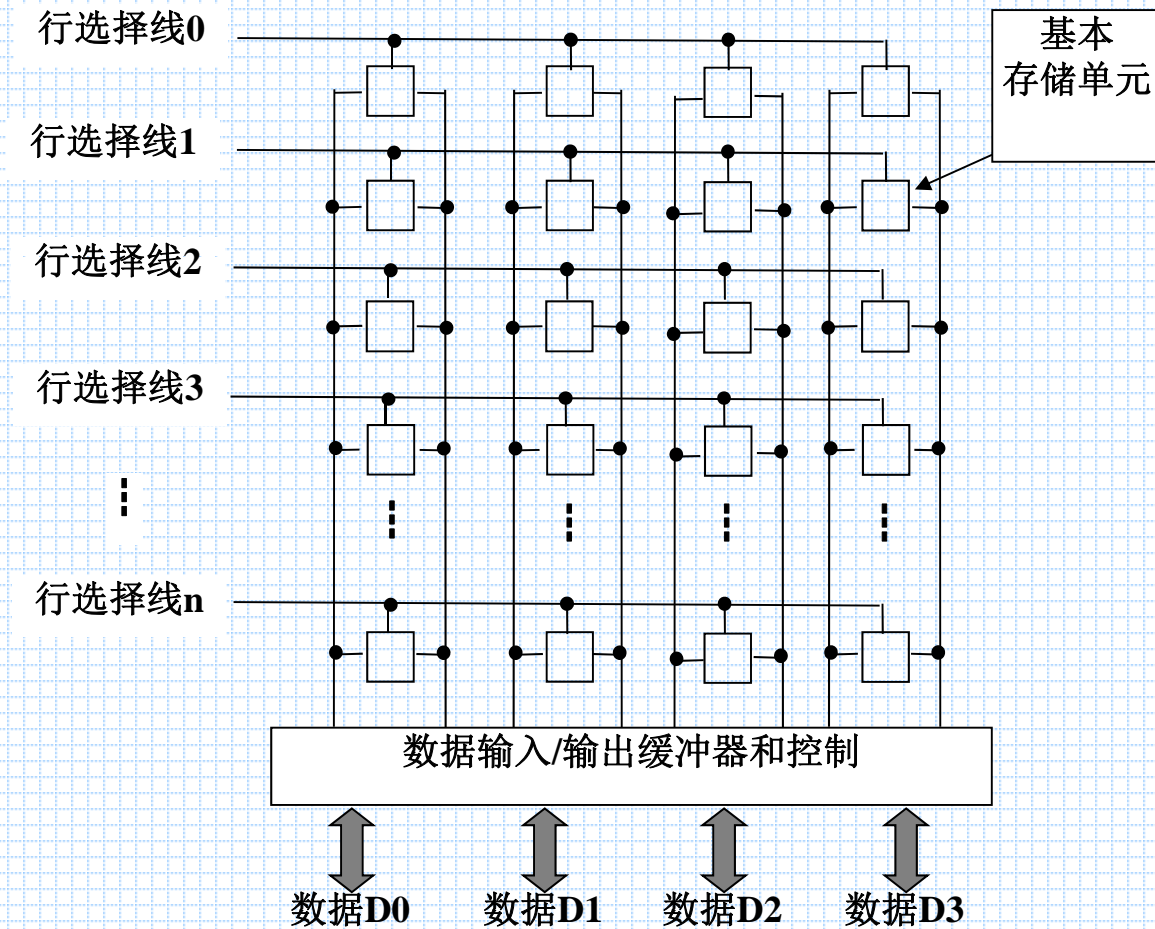 行选择线0
基本
存储单元
行选择线1
行选择线2
行选择线3
行选择线n
数据输入/输出缓冲器和控制
数据D0 数据D1 数据D2 数据D3